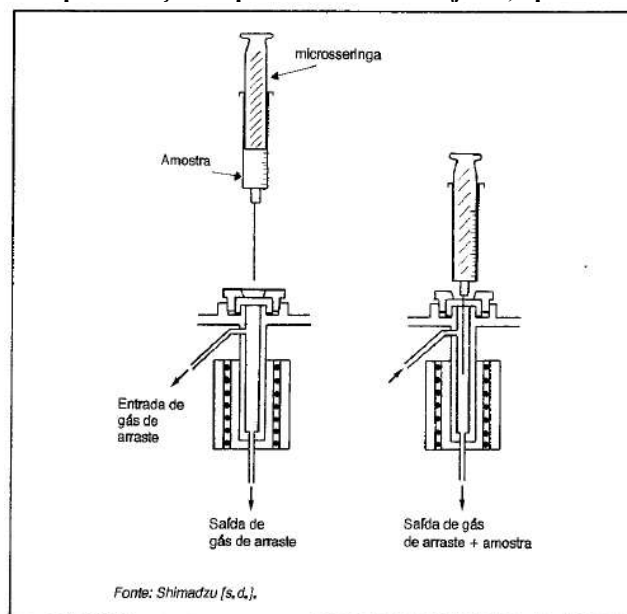 microsseringa
Amostra
Entrada de
gás de
arraste
Saída de
gás de arraste
Saída de gás
de arraste + amostra
Fonte: Shimadzu [s.d.].